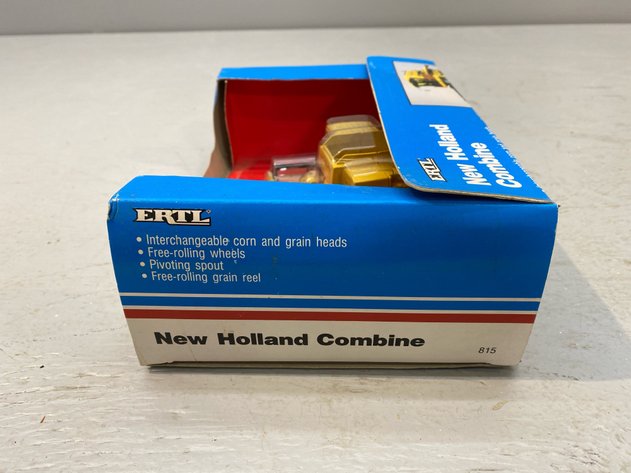 ERTL
New Holland
Combine
ERTL
• Interchangeable corn and grain heads
• Free-rolling wheels
• Pivoting spout
• Free-rolling grain reel
New Holland Combine
815